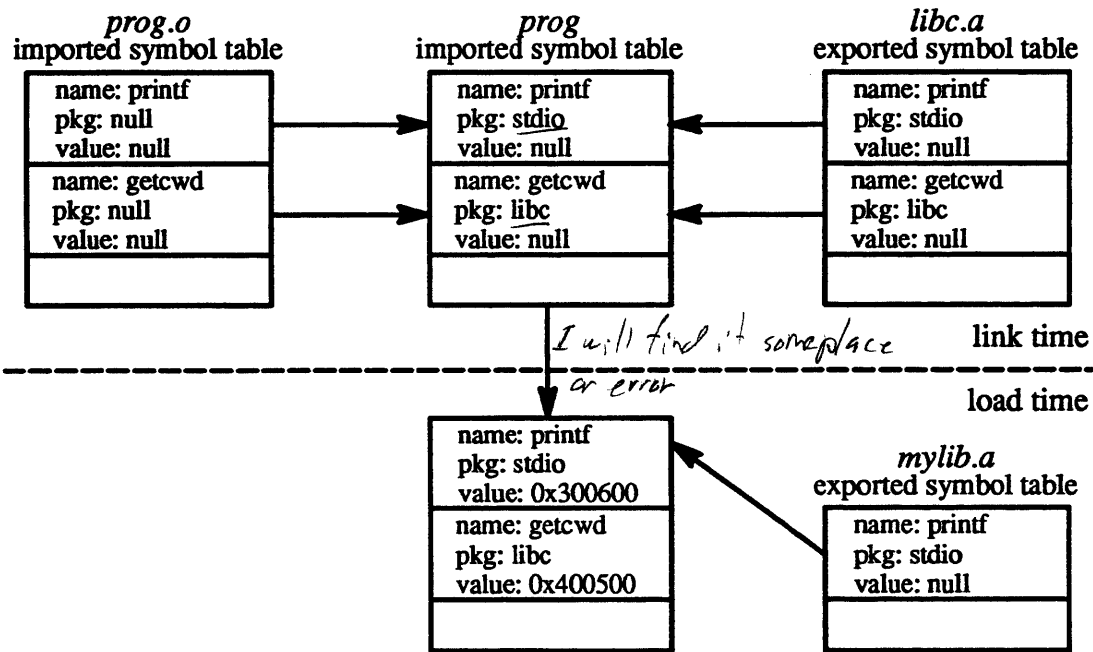 prog.o
imported symbol table
name: printf
pkg: null
value: null
name: getcwd
pkg: null
value: null
prog
imported symbol table
name: printf
pkg: stdio
value: null
name: getcwd
pkg: libc
value: null
libc.a
exported symbol table
name: printf
pkg: stdio
value: null
name: getcwd
pkg: libc
value: null
I will find it someplace
or error
link time
load time
name: printf
pkg: stdio
value: 0x300600
name: getcwd
pkg: libc
value: 0x400500
mylib.a
exported symbol table
name: printf
pkg: stdio
value: null